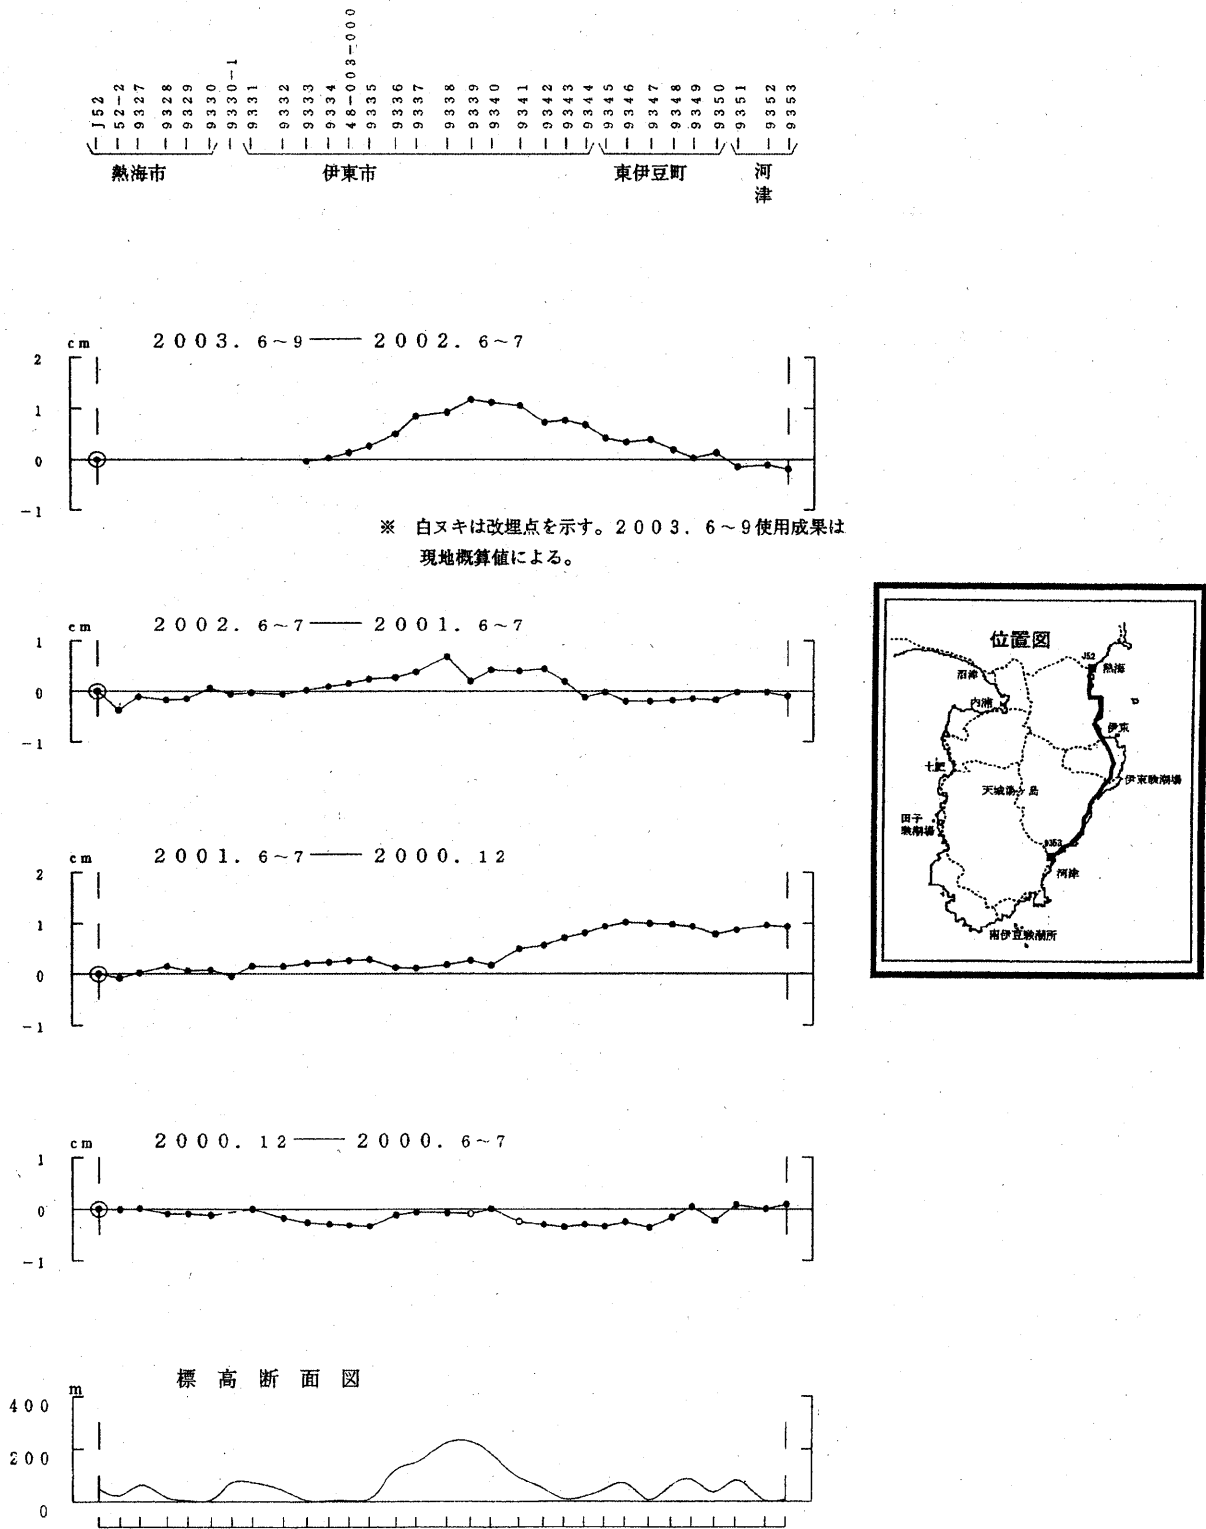 J52
52-2
9327
9328
9329
9330
9330-1
9331
9332
9333
9334
48-003-000
9335
9336
9337
9338
9339
9340
9341
9342
9343
9344
9345
9346
9347
9348
9349
9350
9351
9352
9353
熱海市
伊東市
東伊豆町
河津
cm
2003. 6~9 —— 2002. 6~7
2
1
0
-1
※ 白ヌキは改埋点を示す。2003. 6~9使用成果は
現地概算値による。
cm
2002. 6~7 —— 2001. 6~7
1
0
-1
cm
2001. 6~7 —— 2000. 12
2
1
0
-1
cm
2000. 12 —— 2000. 6~7
1
0
-1
標高断面図
m
400
200
0
位置図
J52
熱海
沼津
内浦
伊東
土肥
伊東験潮場
天城湯ヶ島
田子
験潮場
9353
河津
南伊豆験潮所